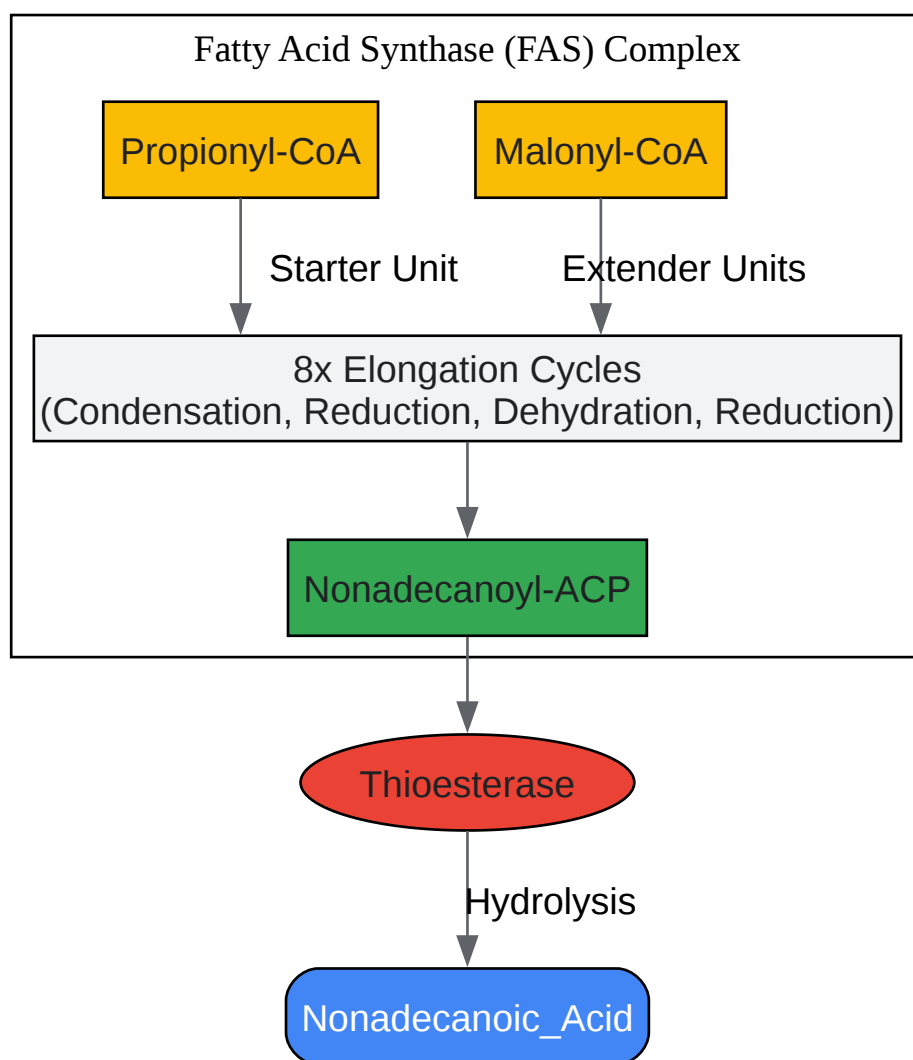 Fatty Acid Synthase (FAS) Complex
Propionyl-CoA
Malonyl-CoA
Starter Unit
Extender Units
8x Elongation Cycles
(Condensation, Reduction, Dehydration, Reduction)
Nonadecanoyl-ACP
Thioesterase
Hydrolysis
Nonadecanoic_Acid